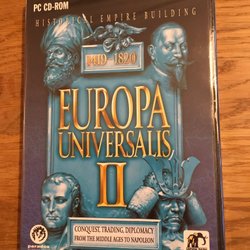 PC CD-ROM
HISTORICAL EMPIRE BUILDING
1419 - 1820
EUROPA
UNIVERSALIS
II
CONQUEST, TRADING, DIPLOMACY
FROM THE MIDDLE AGES TO NAPOLEON
paradox